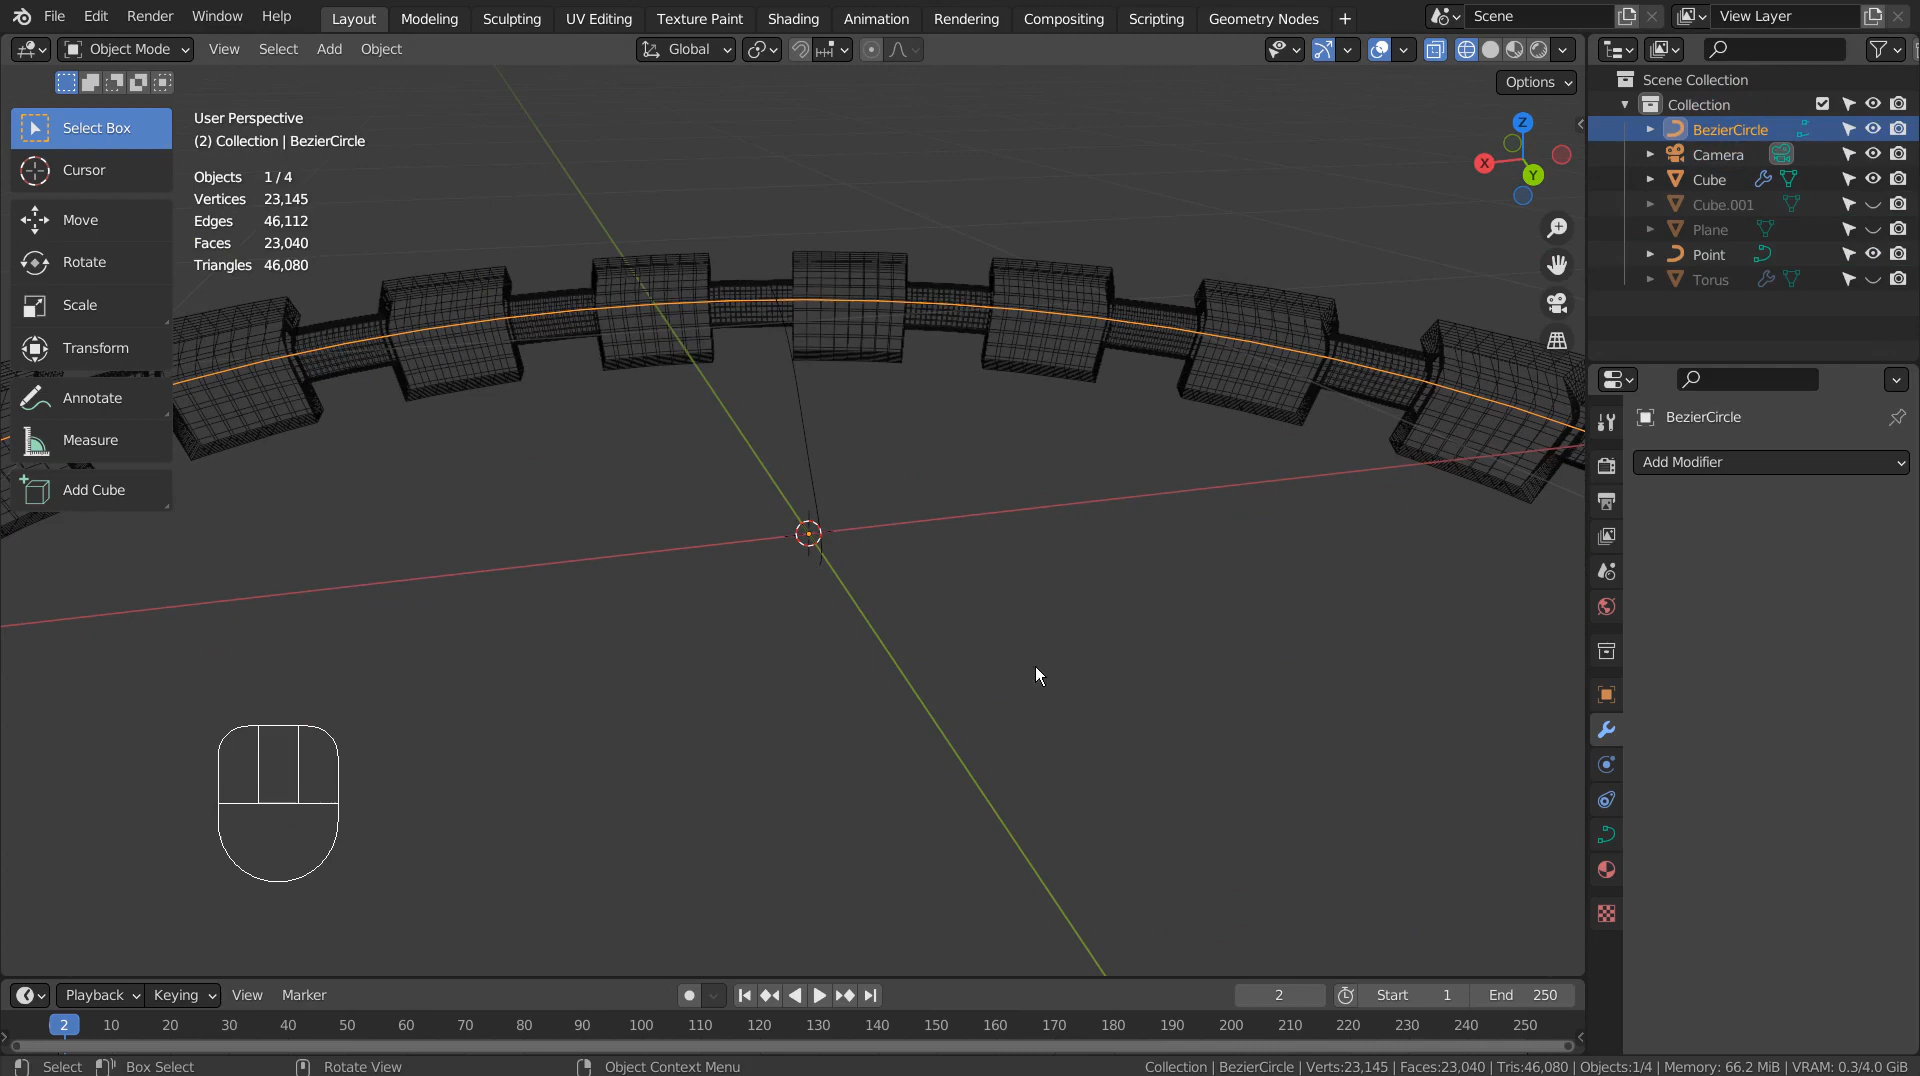 File Edit Render Window Help Layout Modeling Sculpting UV Editing Texture Paint Shading Animation Rendering Compositing Scripting Geometry Nodes + Scene View Layer
Object Mode View Select Add Object Global
Options
Select Box
Cursor
Move
Rotate
Scale
Transform
Annotate
Measure
Add Cube
User Perspective
(2) Collection | BezierCircle
Objects 1 / 4
Vertices 23,145
Edges 46,112
Faces 23,040
Triangles 46,080
Z
X
Y
Scene Collection
Collection
BezierCircle
Camera
Cube
Cube.001
Plane
Point
Torus
BezierCircle
Add Modifier
Playback Keying View Marker 2 Start 1 End 250
2 10 20 30 40 50 60 70 80 90 100 110 120 130 140 150 160 170 180 190 200 210 220 230 240 250
Select Box Select Rotate View Object Context Menu Collection | BezierCircle | Verts:23,145 | Faces:23,040 | Tris:46,080 | Objects:1/4 | Memory: 66.2 MiB | VRAM: 0.3/4.0 GiB